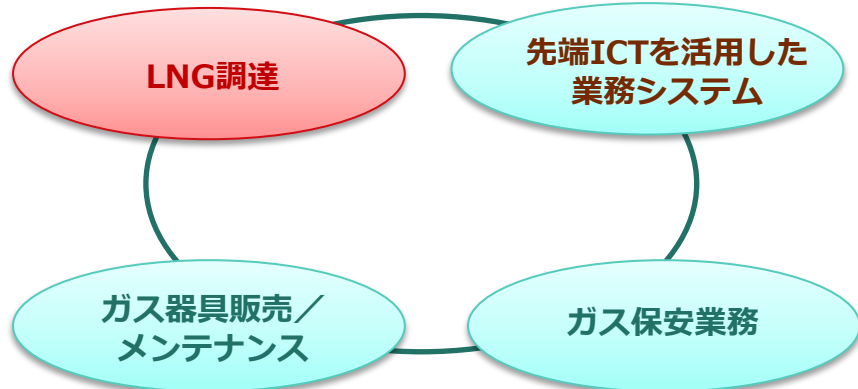 LNG調達
先端ICTを活用した
業務システム
ガス器具販売／
メンテナンス
ガス保安業務